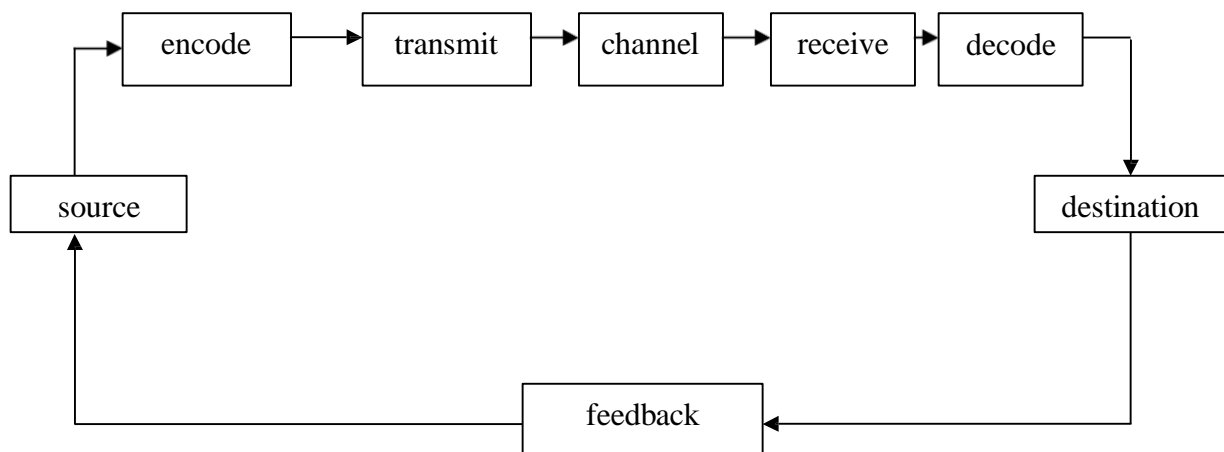 encode
transmit
channel
receive
decode
source
destination
feedback